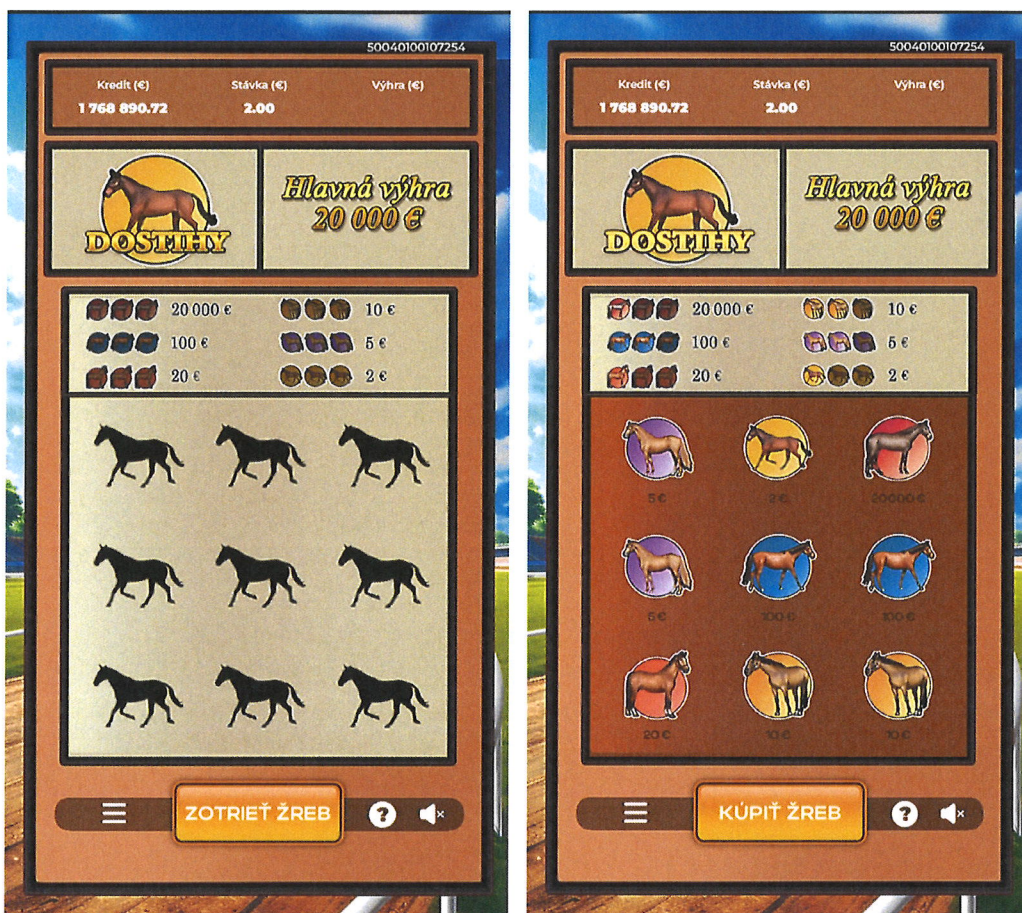 50040100107254
Kredit (€) Stávka (€) Výhra (€)
1 768 890.72 2.00
DOSTIHY
Hlavná výhra
20 000 €
20 000 € 10 €
100 € 5 €
20 € 2 €
ZOTRIEŤ ŽREB ?
50040100107254
Kredit (€) Stávka (€) Výhra (€)
1 768 890.72 2.00
DOSTIHY
Hlavná výhra
20 000 €
20 000 € 10 €
100 € 5 €
20 € 2 €
5 € 2 € 20000 €
5 € 100 € 100 €
20 € 10 € 10 €
KÚPIŤ ŽREB ?